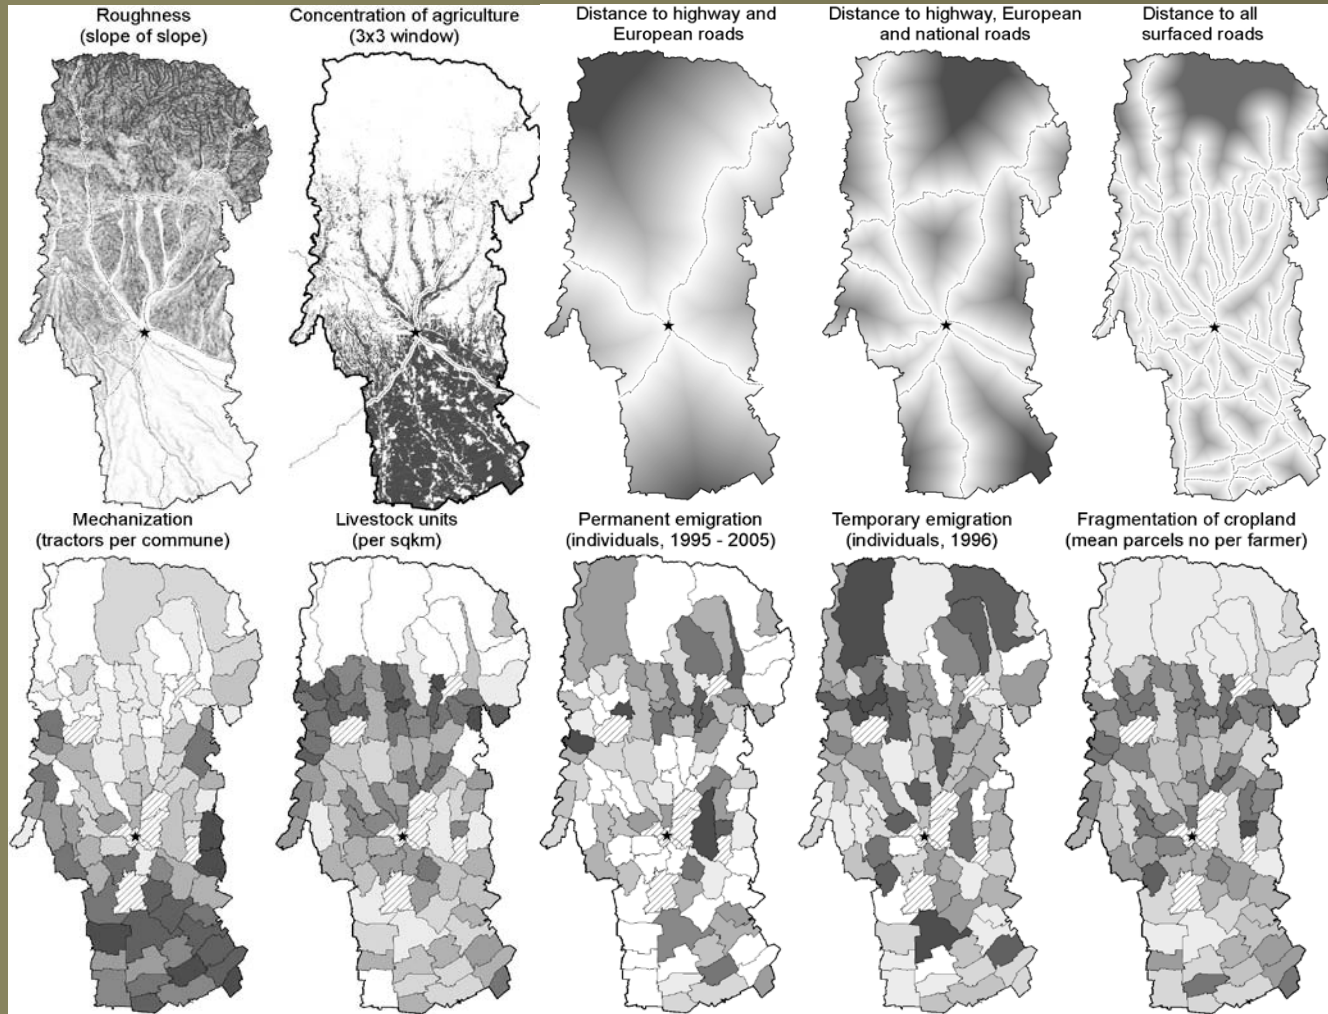 Roughness
(slope of slope)
Concentration of agriculture
(3x3 window)
Distance to highway and
European roads
Distance to highway, European
and national roads
Distance to all
surfaced roads
Mechanization
(tractors per commune)
Livestock units
(per sqkm)
Permanent emigration
(individuals, 1995 - 2005)
Temporary emigration
(individuals, 1996)
Fragmentation of cropland
(mean parcels no per farmer)